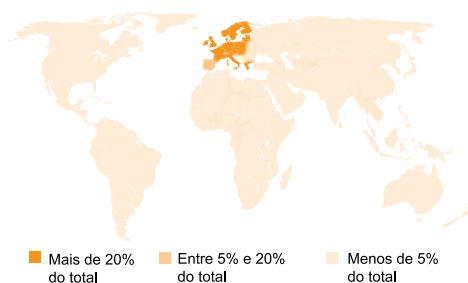 Mais de 20%
do total
Entre 5% e 20%
do total
Menos de 5%
do total